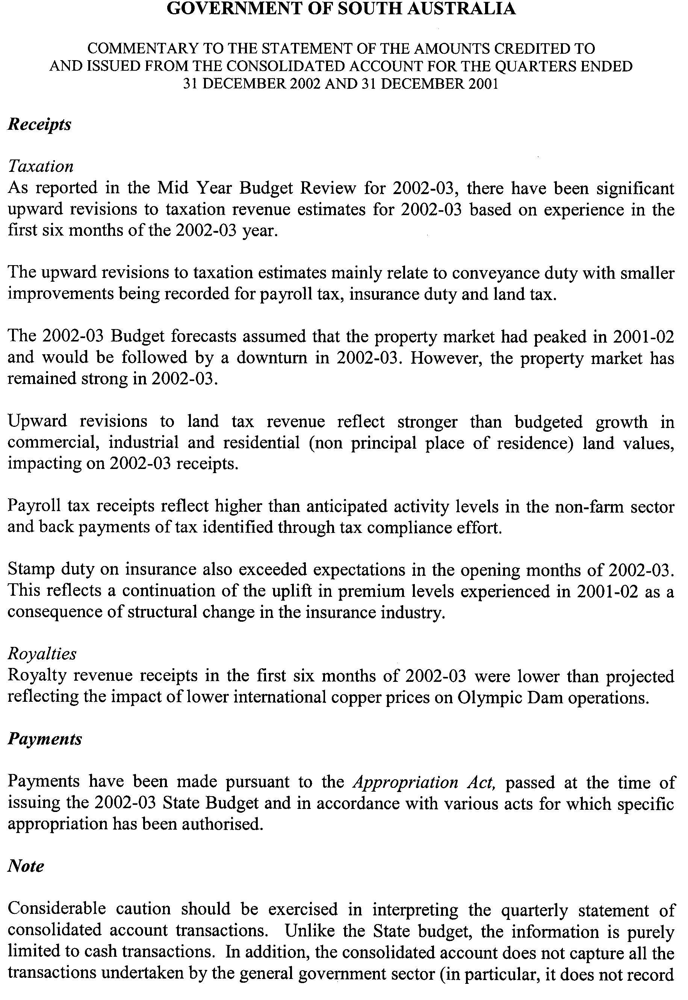 GOVERNMENT OF SOUTH AUSTRALIA
COMMENTARY TO THE STATEMENT OF THE AMOUNTS CREDITED TO
AND ISSUED FROM THE CONSOLIDATED ACCOUNT FOR THE QUARTERS ENDED
31 DECEMBER 2002 AND 31 DECEMBER 2001
Receipts
Taxation
As reported in the Mid Year Budget Review for 2002-03, there have been significant
upward revisions to taxation revenue estimates for 2002-03 based on experience in the
first six months of the 2002-03 year.
The upward revisions to taxation estimates mainly relate to conveyance duty with smaller
improvements being recorded for payroll tax, insurance duty and land tax.
The 2002-03 Budget forecasts assumed that the property market had peaked in 2001-02
and would be followed by a downturn in 2002-03. However, the property market has
remained strong in 2002-03.
Upward revisions to land tax revenue reflect stronger than budgeted growth in
commercial, industrial and residential (non principal place of residence) land values,
impacting on 2002-03 receipts.
Payroll tax receipts reflect higher than anticipated activity levels in the non-farm sector
and back payments of tax identified through tax compliance effort.
Stamp duty on insurance also exceeded expectations in the opening months of 2002-03.
This reflects a continuation of the uplift in premium levels experienced in 2001-02 as a
consequence of structural change in the insurance industry.
Royalties
Royalty revenue receipts in the first six months of 2002-03 were lower than projected
reflecting the impact of lower international copper prices on Olympic Dam operations.
Payments
Payments have been made pursuant to the Appropriation Act, passed at the time of
issuing the 2002-03 State Budget and in accordance with various acts for which specific
appropriation has been authorised.
Note
Considerable caution should be exercised in interpreting the quarterly statement of
consolidated account transactions. Unlike the State budget, the information is purely
limited to cash transactions. In addition, the consolidated account does not capture all the
transactions undertaken by the general government sector (in particular, it does not record